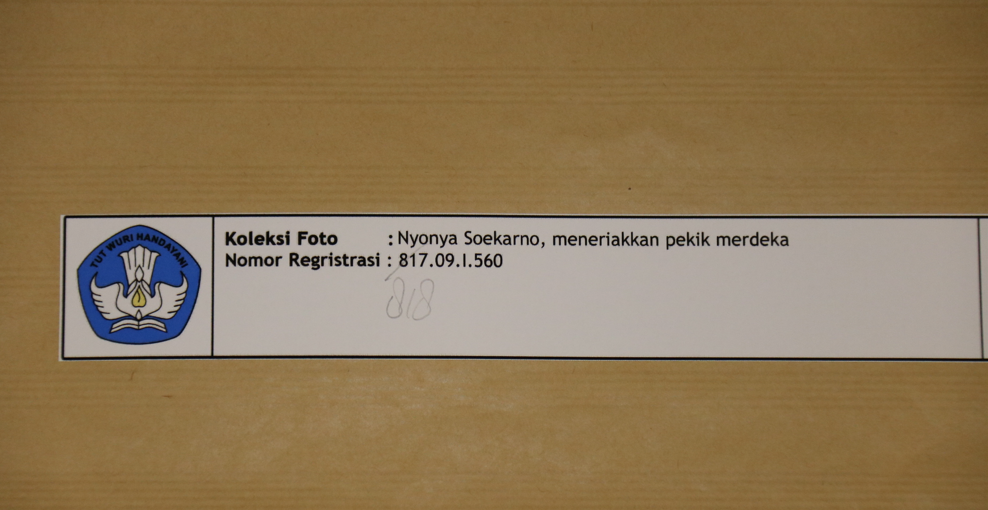 TUT WURI HANDAYANI
Koleksi Foto : Nyonya Soekarno, meneriakkan pekik merdeka
Nomor Regristrasi : 817.09.I.560
818